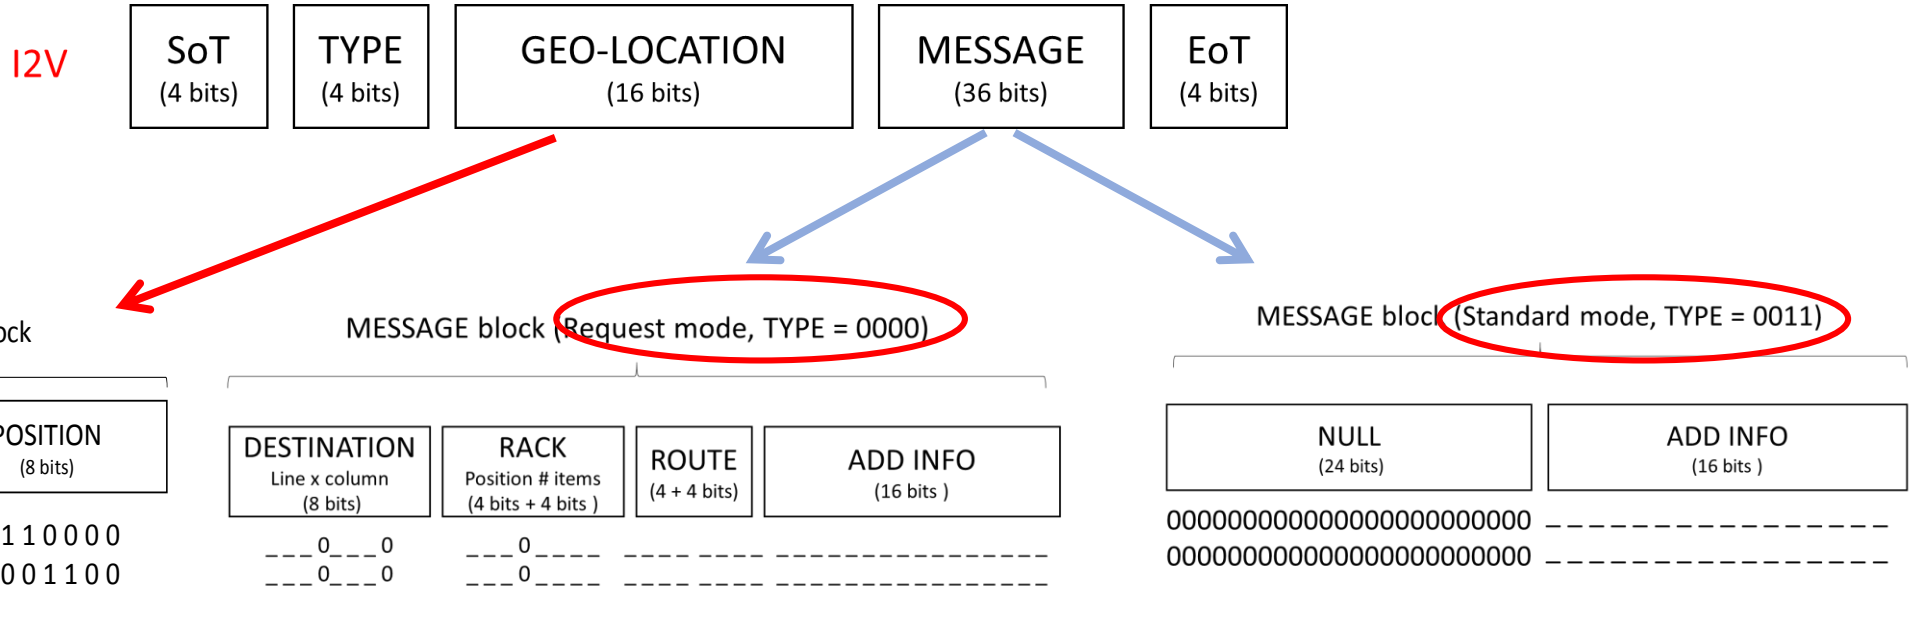 I2V
SoT
(4 bits)
TYPE
(4 bits)
GEO-LOCATION
(16 bits)
MESSAGE
(36 bits)
EoT
(4 bits)
ock
POSITION
(8 bits)
1 1 0 0 0 0
0 0 1 1 0 0
MESSAGE block (Request mode, TYPE = 0000)
DESTINATION
Line x column
(8 bits)
RACK
Position # items
(4 bits + 4 bits )
ROUTE
(4 + 4 bits)
ADD INFO
(16 bits )
_ _ _ 0 _ _ _ 0 _ _ _ 0 _ _ _ _ _ _ _ _ _ _ _ _ _ _ _ _ _ _ _ _ _ _ _ _ _ _ _ _
_ _ _ 0 _ _ _ 0 _ _ _ 0 _ _ _ _ _ _ _ _ _ _ _ _ _ _ _ _ _ _ _ _ _ _ _ _ _ _ _ _
MESSAGE block (Standard mode, TYPE = 0011)
NULL
(24 bits)
ADD INFO
(16 bits )
000000000000000000000000 _ _ _ _ _ _ _ _ _ _ _ _ _ _ _ _
000000000000000000000000 _ _ _ _ _ _ _ _ _ _ _ _ _ _ _ _